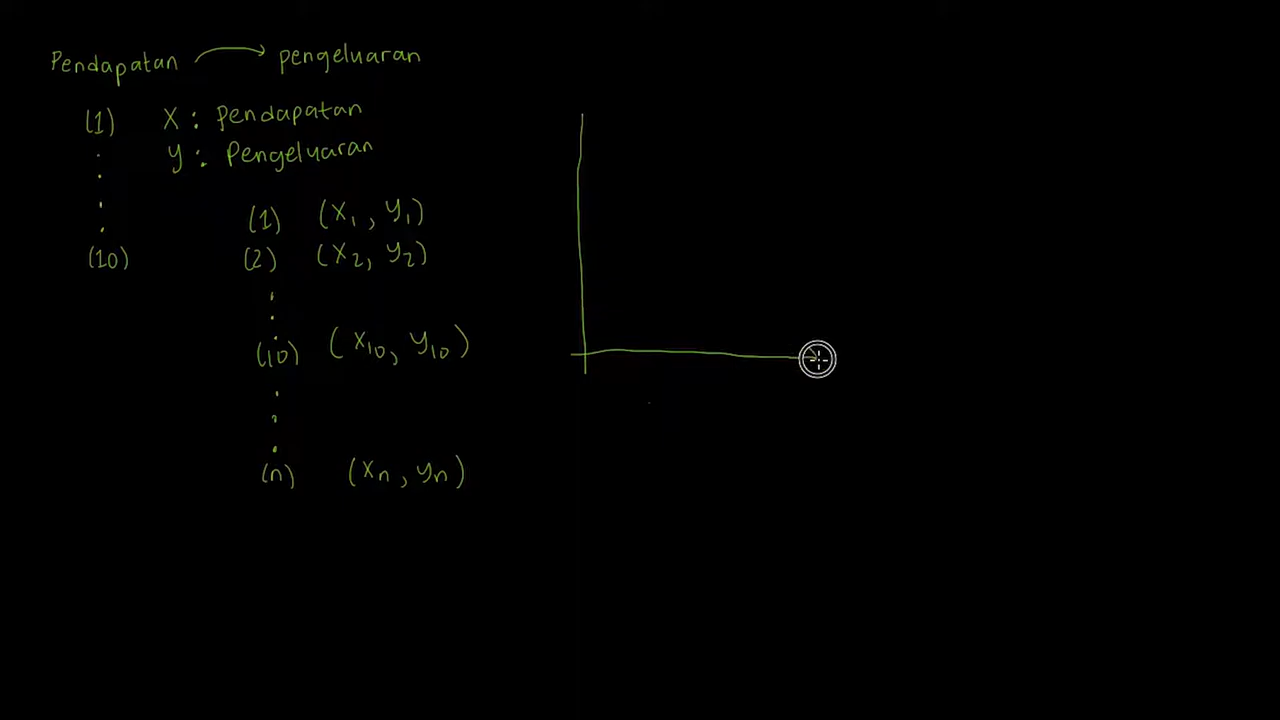 Pendapatan → pengeluaran
(1) X : Pendapatan
y : Pengeluaran
(1) (X₁, y₁)
(10) (2) (X₂, y₂)
(10) (X₁₀, y₁₀)
(n) (Xₙ, yₙ)